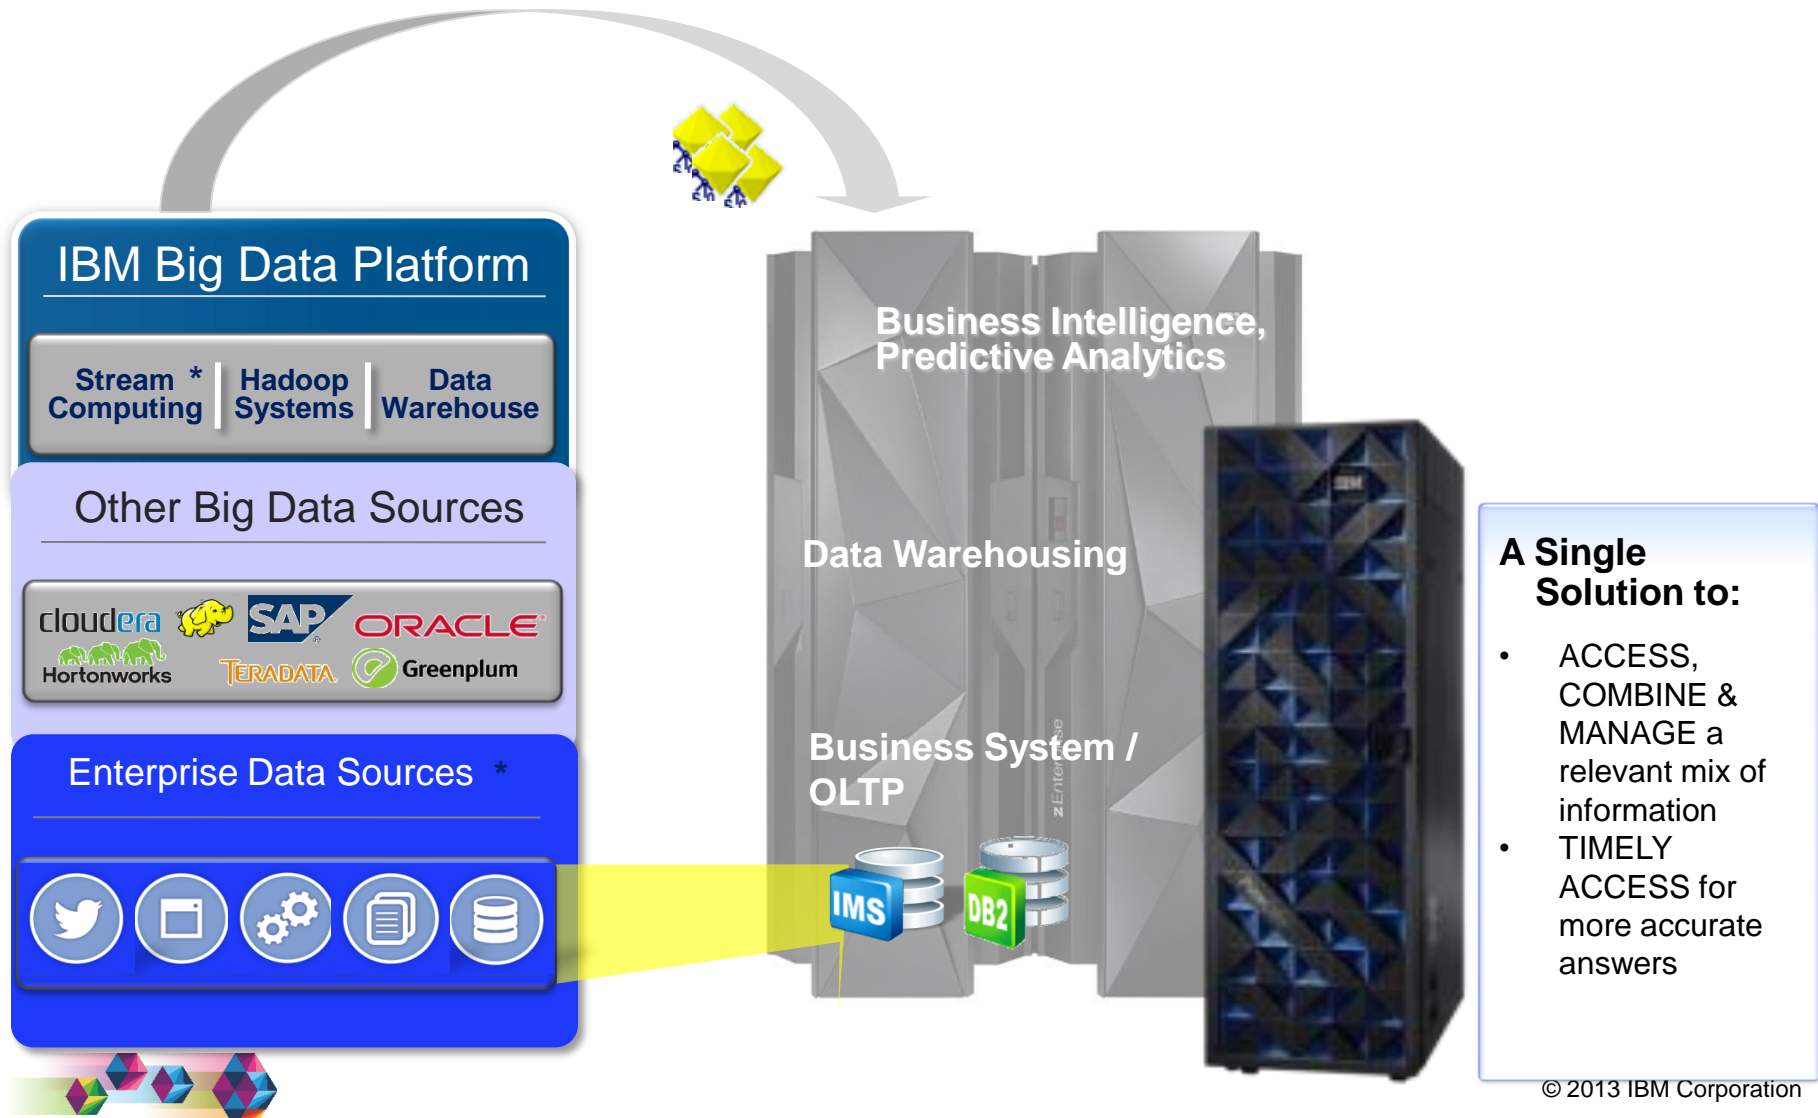 IBM Big Data Platform
Stream *
Computing
Hadoop
Systems
Data
Warehouse
Other Big Data Sources
cloudera
SAP
®
ORACLE
Hortonworks
TERADATA.
Greenplum
Enterprise Data Sources *
Business Intelligence,
Predictive Analytics
Data Warehousing
Business System /
OLTP
zEnterprise
IMS
DB2
IBM
A Single
Solution to:
• ACCESS,
COMBINE &
MANAGE a
relevant mix of
information
• TIMELY
ACCESS for
more accurate
answers
© 2013 IBM Corporation